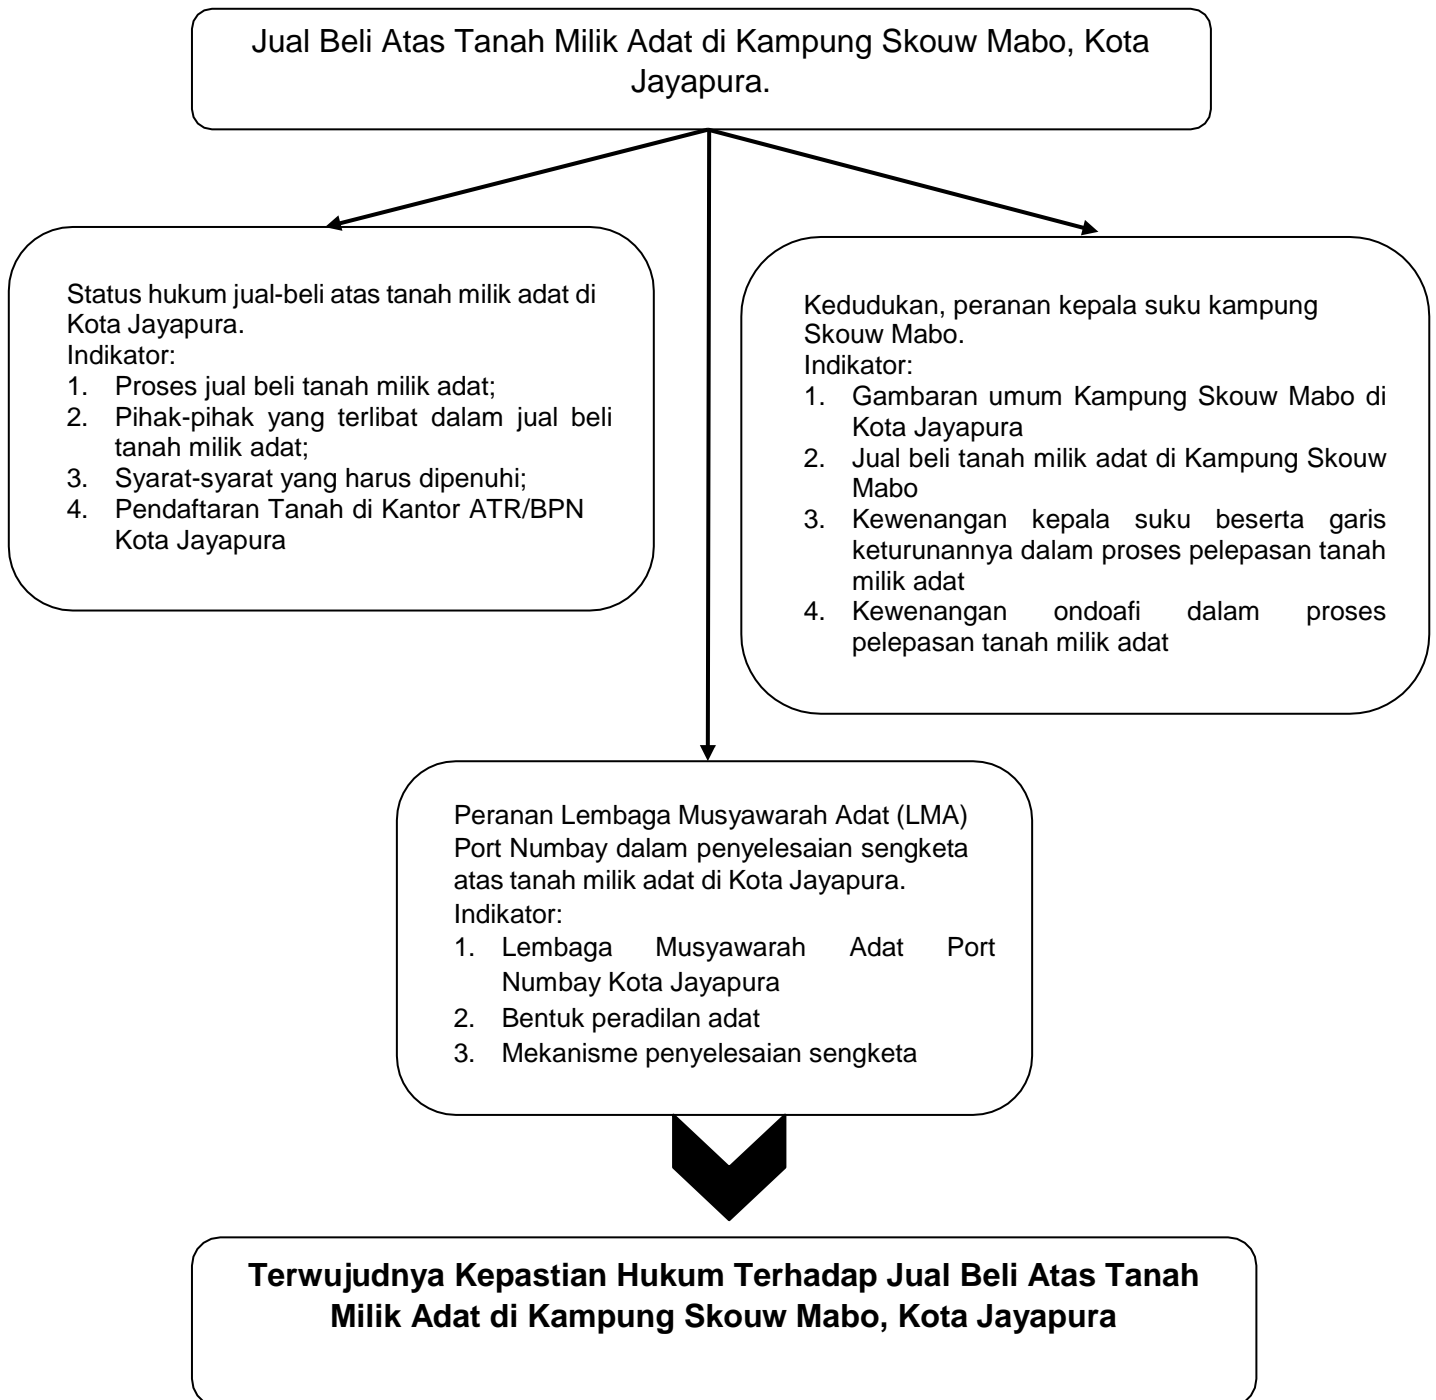 Jual Beli Atas Tanah Milik Adat di Kampung Skouw Mabo, Kota
Jayapura.
Status hukum jual-beli atas tanah milik adat di
Kota Jayapura.
Indikator:
1. Proses jual beli tanah milik adat;
2. Pihak-pihak yang terlibat dalam jual beli
tanah milik adat;
3. Syarat-syarat yang harus dipenuhi;
4. Pendaftaran Tanah di Kantor ATR/BPN
Kota Jayapura
Kedudukan, peranan kepala suku kampung
Skouw Mabo.
Indikator:
1. Gambaran umum Kampung Skouw Mabo di
Kota Jayapura
2. Jual beli tanah milik adat di Kampung Skouw
Mabo
3. Kewenangan kepala suku beserta garis
keturunannya dalam proses pelepasan tanah
milik adat
4. Kewenangan ondoafi dalam proses
pelepasan tanah milik adat
Peranan Lembaga Musyawarah Adat (LMA)
Port Numbay dalam penyelesaian sengketa
atas tanah milik adat di Kota Jayapura.
Indikator:
1. Lembaga Musyawarah Adat Port
Numbay Kota Jayapura
2. Bentuk peradilan adat
3. Mekanisme penyelesaian sengketa
Terwujudnya Kepastian Hukum Terhadap Jual Beli Atas Tanah
Milik Adat di Kampung Skouw Mabo, Kota Jayapura